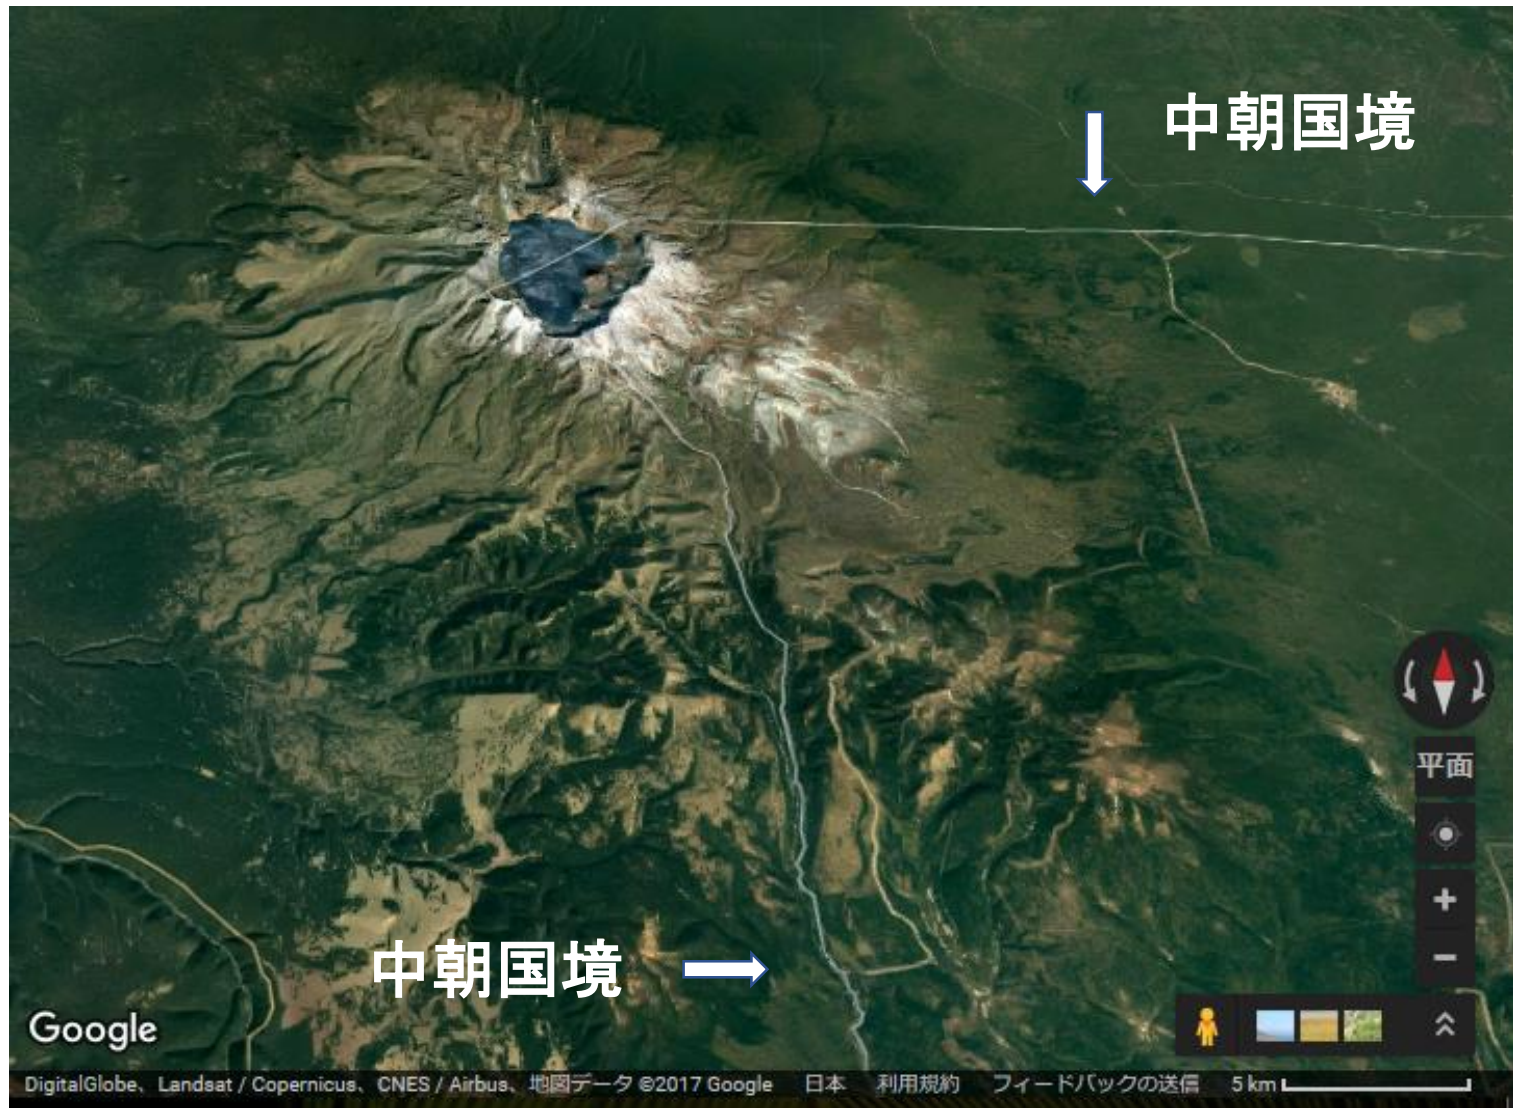 中朝国境
平面
中朝国境
Google
DigitalGlobe、Landsat / Copernicus、CNES / Airbus、地図データ ©2017 Google 日本 利用規約 フィードバックの送信 5 km